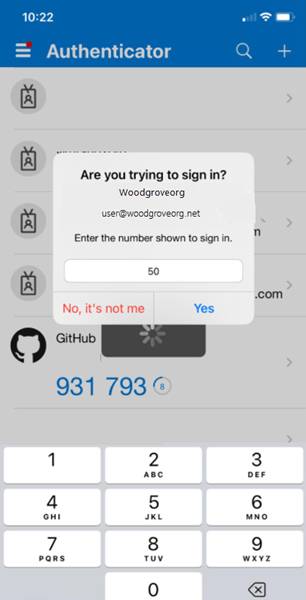 10:22
Authenticator
Are you trying to sign in?
Woodgroveorg
user@woodgroveorg.net
Enter the number shown to sign in.
m
50
.com
No, it's not me
Yes
GitHub
931 793
8
1
2
ABC
3
DEF
4
GHI
5
JKL
6
MNO
7
PQRS
8
TUV
9
WXYZ
0